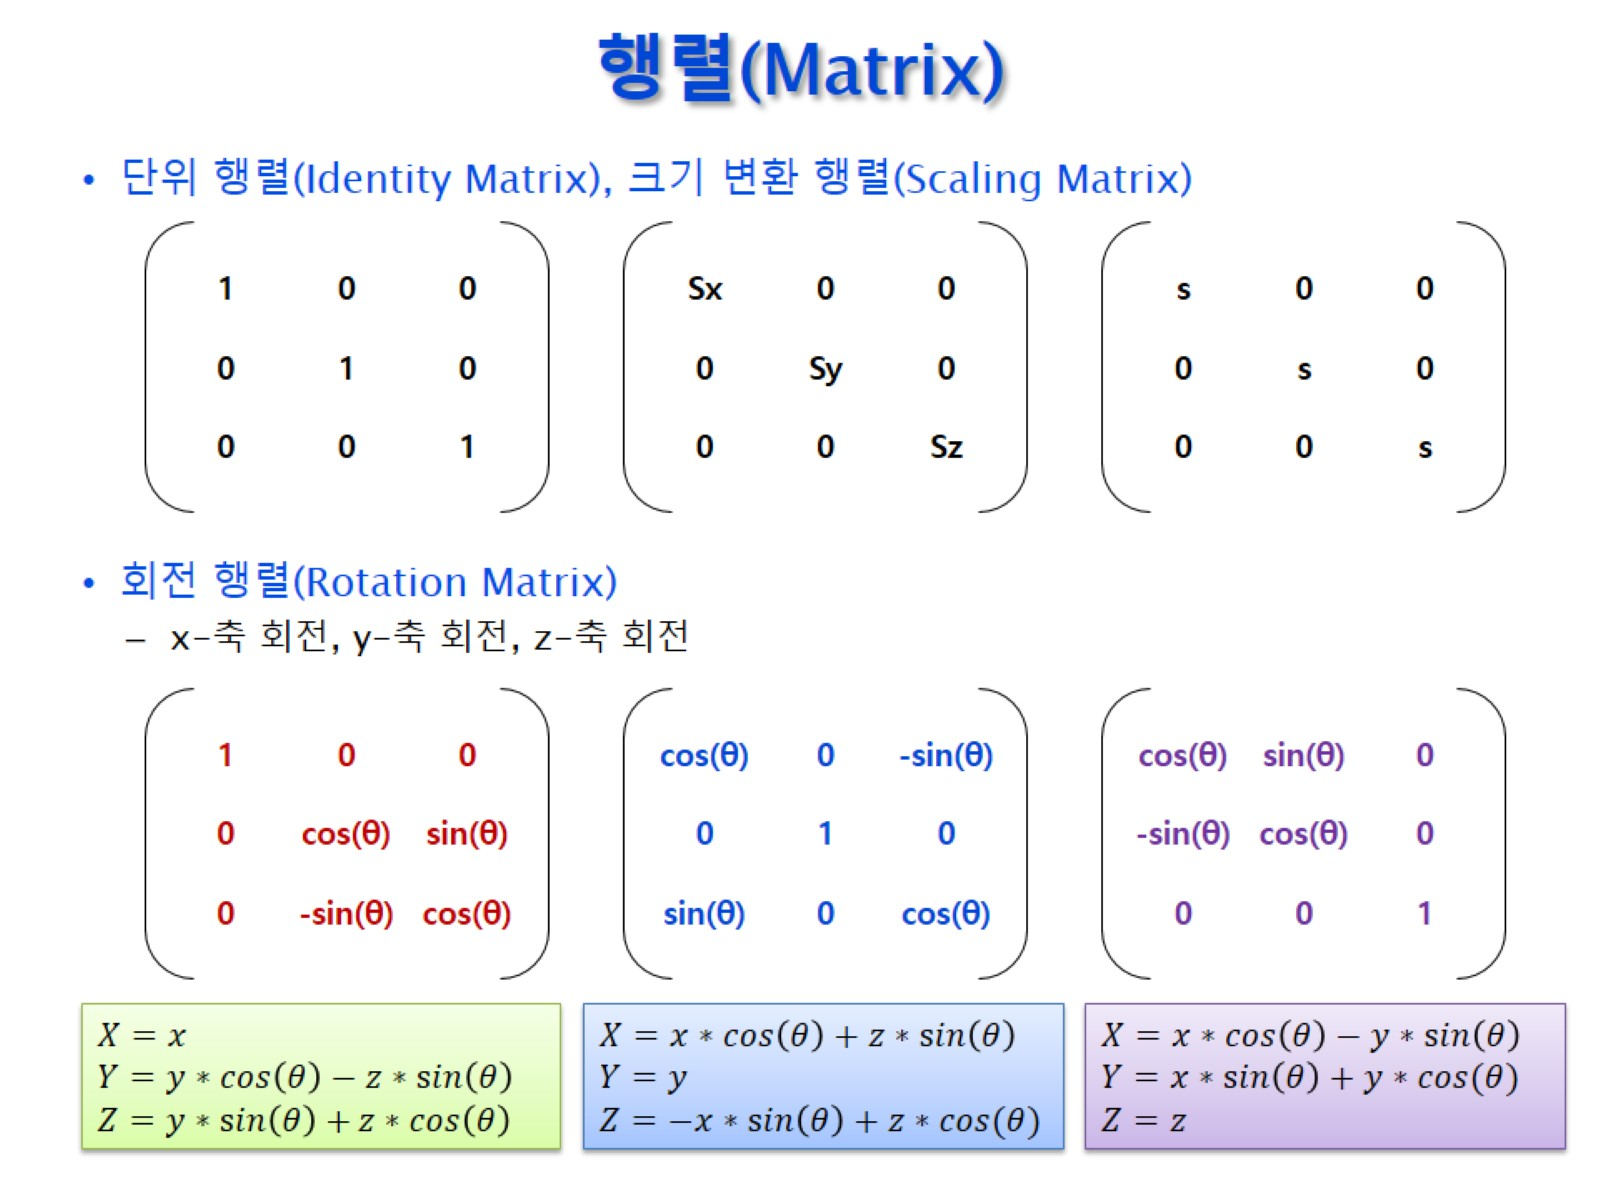 행렬(Matrix)
• 단위 행렬(Identity Matrix), 크기 변환 행렬(Scaling Matrix)
1 0 0 Sx 0 0 s 0 0
0 1 0 0 Sy 0 0 s 0
0 0 1 0 0 Sz 0 0 s
• 회전 행렬(Rotation Matrix)
– x-축 회전, y-축 회전, z-축 회전
1 0 0 cos(θ) 0 -sin(θ) cos(θ) sin(θ) 0
0 cos(θ) sin(θ) 0 1 0 -sin(θ) cos(θ) 0
0 -sin(θ) cos(θ) sin(θ) 0 cos(θ) 0 0 1
X = x
Y = y * cos(θ) − z * sin(θ)
Z = y * sin(θ) + z * cos(θ)
X = x * cos(θ) + z * sin(θ)
Y = y
Z = −x * sin(θ) + z * cos(θ)
X = x * cos(θ) − y * sin(θ)
Y = x * sin(θ) + y * cos(θ)
Z = z